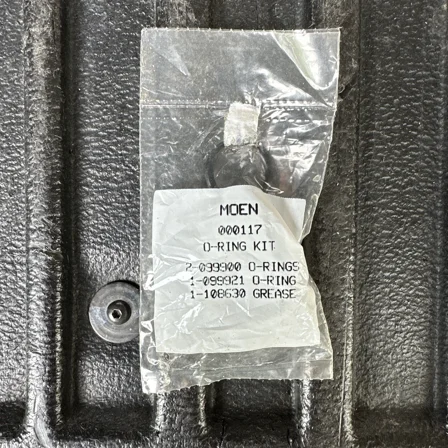 MOEN
000117
O-RING KIT
2-099900 O-RINGS
1-099921 O-RING
1-108630 GREASE